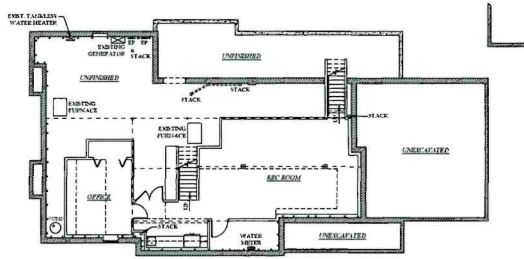 EXIST. TANKLESS
WATER HEATER
EP EP
EXISTING
GENERATOR
STACK
UNFINISHED
UNFINISHED
STACK
STACK
EXISTING
FURNACE
UP
STACK
EXISTING
FURNACE
UNEXCAVATED
REC ROOM
OFFICE
UP
STACK
WATER
METER
UNEXCAVATED